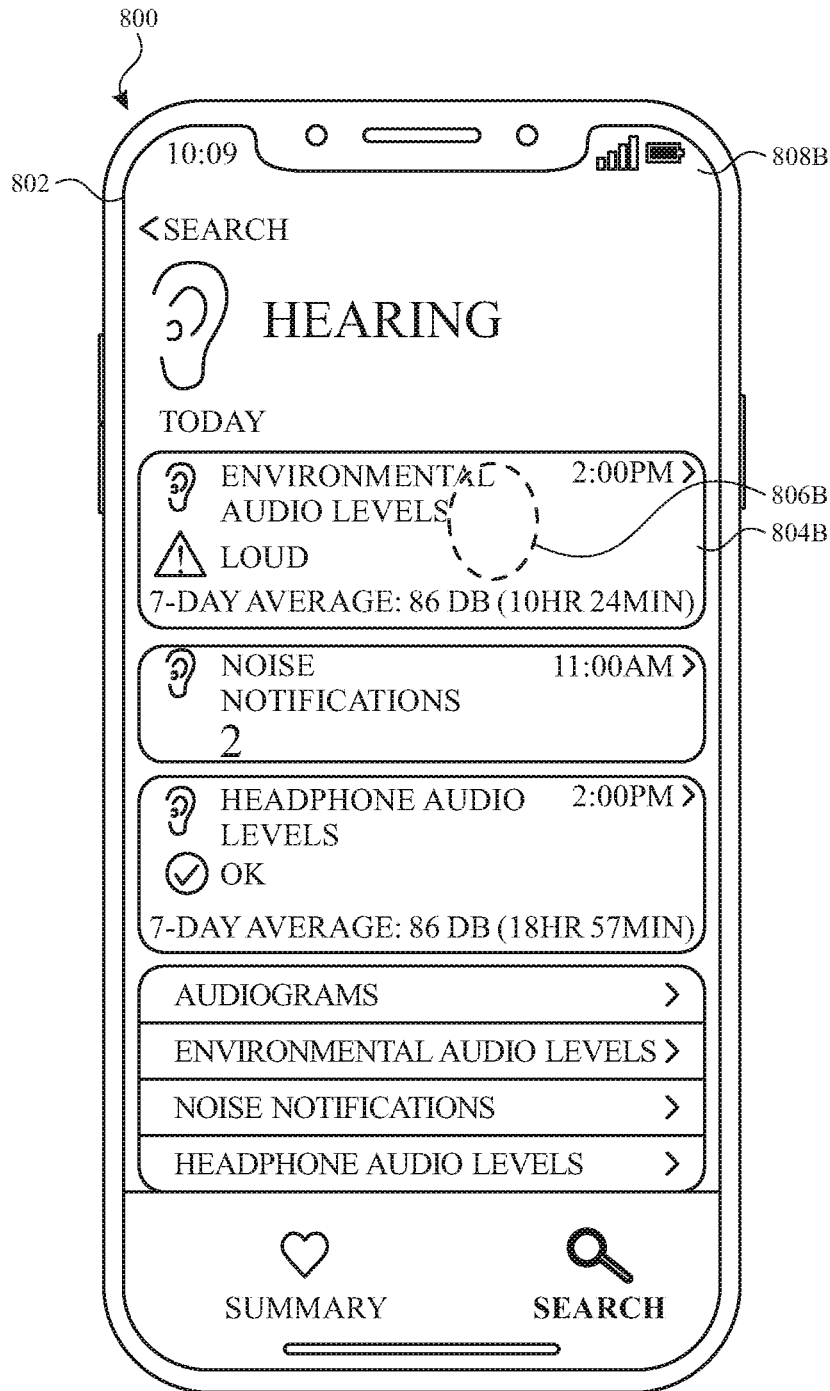 800
10:09
808B
802
<SEARCH
HEARING
TODAY
ENVIRONMENTAL 2:00PM >
AUDIO LEVELS
806B
804B
LOUD
7-DAY AVERAGE: 86 DB (10HR 24MIN)
NOISE 11:00AM >
NOTIFICATIONS
2
HEADPHONE AUDIO 2:00PM >
LEVELS
OK
7-DAY AVERAGE: 86 DB (18HR 57MIN)
AUDIOGRAMS >
ENVIRONMENTAL AUDIO LEVELS >
NOISE NOTIFICATIONS >
HEADPHONE AUDIO LEVELS >
SUMMARY SEARCH